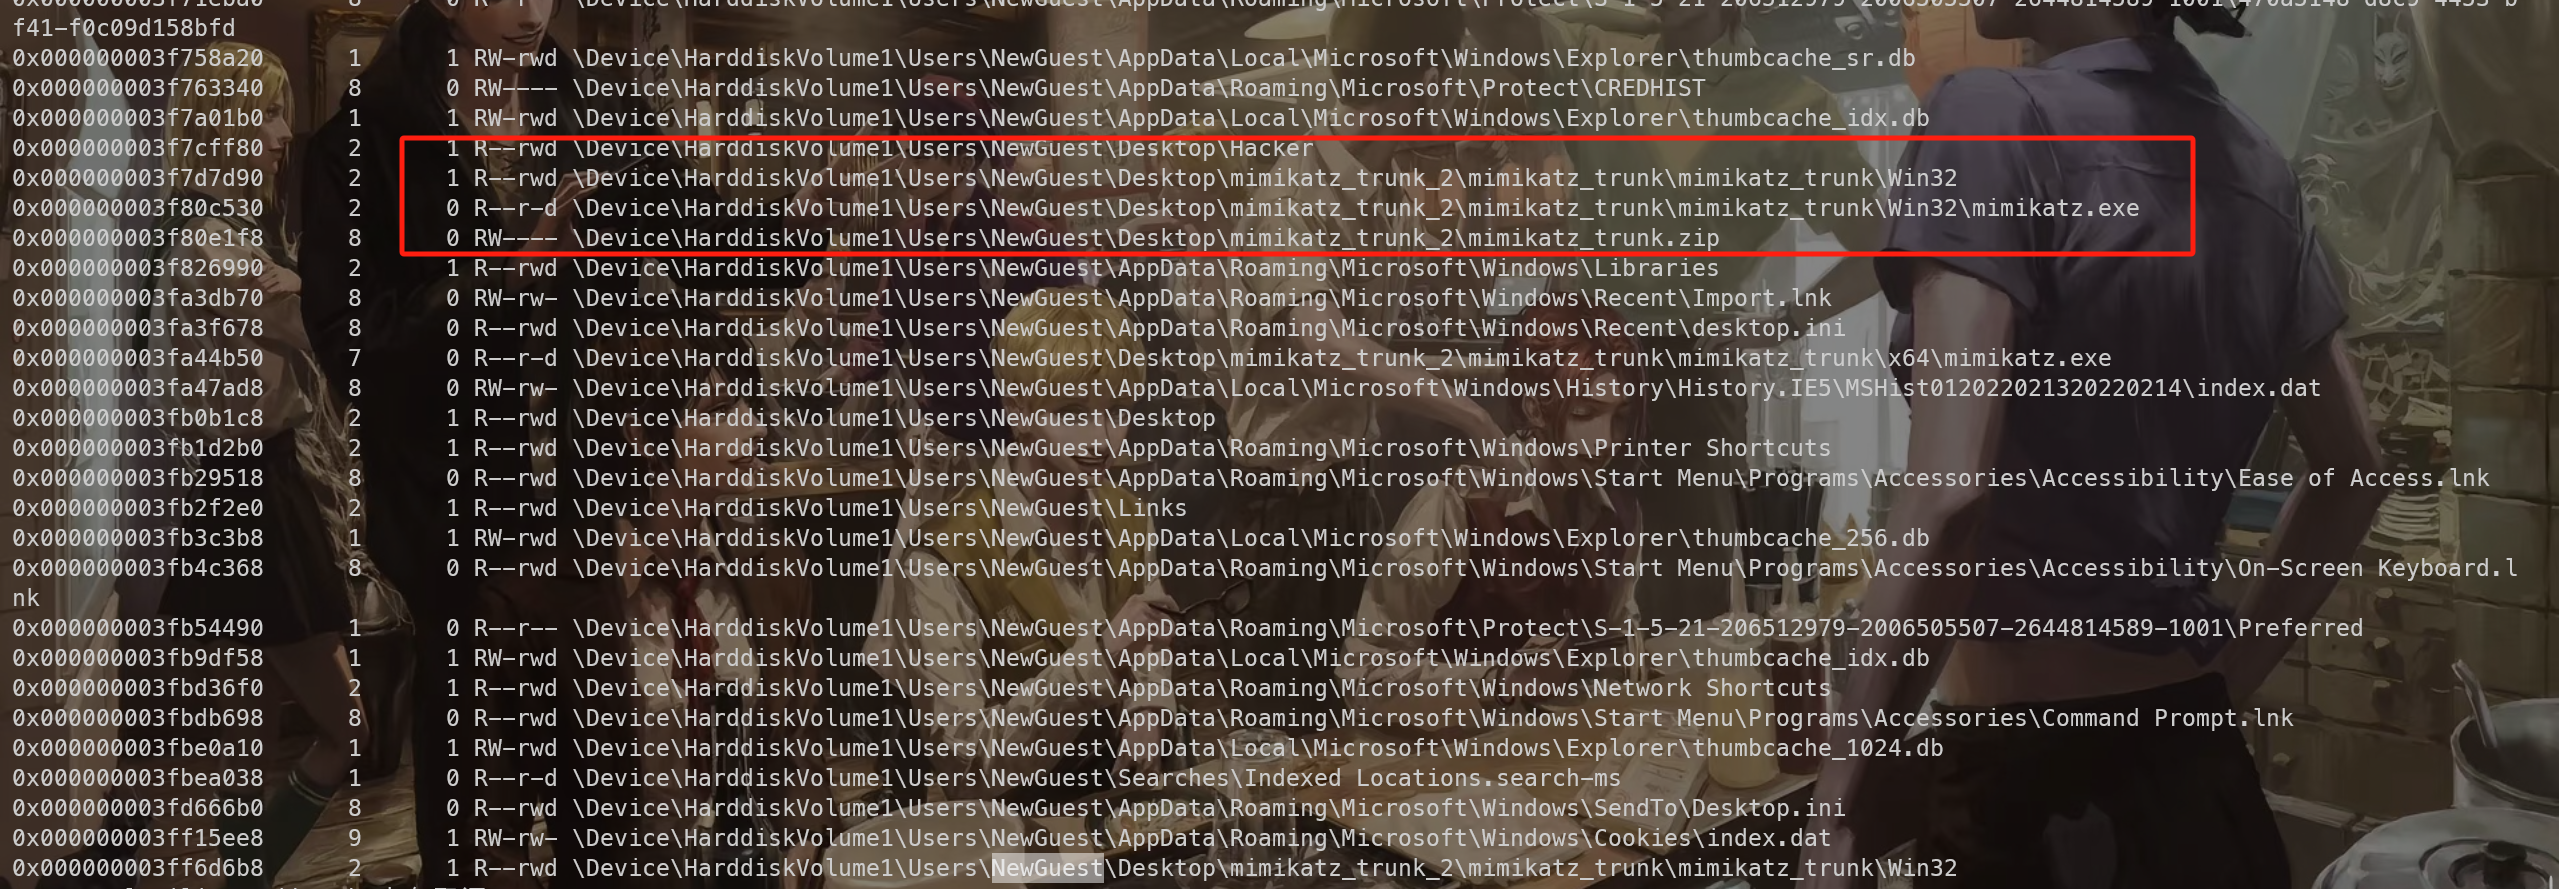 f41-f0c09d158bfd
0x000000003f758a20      1      1 RW-rwd \Device\HarddiskVolume1\Users\NewGuest\AppData\Local\Microsoft\Windows\Explorer\thumbcache_sr.db
0x000000003f763340      8      0 RW---- \Device\HarddiskVolume1\Users\NewGuest\AppData\Roaming\Microsoft\Protect\CREDHIST
0x000000003f7a01b0      1      1 RW-rwd \Device\HarddiskVolume1\Users\NewGuest\AppData\Local\Microsoft\Windows\Explorer\thumbcache_idx.db
0x000000003f7cff80      2      1 R--rwd \Device\HarddiskVolume1\Users\NewGuest\Desktop\Hacker
0x000000003f7d7d90      2      1 R--rwd \Device\HarddiskVolume1\Users\NewGuest\Desktop\mimikatz_trunk_2\mimikatz_trunk\mimikatz_trunk\Win32
0x000000003f80c530      2      0 R--r-d \Device\HarddiskVolume1\Users\NewGuest\Desktop\mimikatz_trunk_2\mimikatz_trunk\mimikatz_trunk\Win32\mimikatz.exe
0x000000003f80e1f8      8      0 RW---- \Device\HarddiskVolume1\Users\NewGuest\Desktop\mimikatz_trunk_2\mimikatz_trunk.zip
0x000000003f826990      2      1 R--rwd \Device\HarddiskVolume1\Users\NewGuest\AppData\Roaming\Microsoft\Windows\Libraries
0x000000003fa3db70      8      0 RW-rw- \Device\HarddiskVolume1\Users\NewGuest\AppData\Roaming\Microsoft\Windows\Recent\Import.lnk
0x000000003fa3f678      8      0 R--rwd \Device\HarddiskVolume1\Users\NewGuest\AppData\Roaming\Microsoft\Windows\Recent\desktop.ini
0x000000003fa44b50      7      0 R--r-d \Device\HarddiskVolume1\Users\NewGuest\Desktop\mimikatz_trunk_2\mimikatz_trunk\mimikatz_trunk\x64\mimikatz.exe
0x000000003fa47ad8      8      0 RW-rw- \Device\HarddiskVolume1\Users\NewGuest\AppData\Local\Microsoft\Windows\History\History.IE5\MSHist012022021320220214\index.dat
0x000000003fb0b1c8      2      1 R--rwd \Device\HarddiskVolume1\Users\NewGuest\Desktop
0x000000003fb1d2b0      2      1 R--rwd \Device\HarddiskVolume1\Users\NewGuest\AppData\Roaming\Microsoft\Windows\Printer Shortcuts
0x000000003fb29518      8      0 R--rwd \Device\HarddiskVolume1\Users\NewGuest\AppData\Roaming\Microsoft\Windows\Start Menu\Programs\Accessories\Accessibility\Ease of Access.lnk
0x000000003fb2f2e0      2      1 R--rwd \Device\HarddiskVolume1\Users\NewGuest\Links
0x000000003fb3c3b8      1      1 RW-rwd \Device\HarddiskVolume1\Users\NewGuest\AppData\Local\Microsoft\Windows\Explorer\thumbcache_256.db
0x000000003fb4c368      8      0 R--rwd \Device\HarddiskVolume1\Users\NewGuest\AppData\Roaming\Microsoft\Windows\Start Menu\Programs\Accessories\Accessibility\On-Screen Keyboard.l
nk
0x000000003fb54490      1      0 R--r-- \Device\HarddiskVolume1\Users\NewGuest\AppData\Roaming\Microsoft\Protect\S-1-5-21-206512979-2006505507-2644814589-1001\Preferred
0x000000003fb9df58      1      1 RW-rwd \Device\HarddiskVolume1\Users\NewGuest\AppData\Local\Microsoft\Windows\Explorer\thumbcache_idx.db
0x000000003fbd36f0      2      1 R--rwd \Device\HarddiskVolume1\Users\NewGuest\AppData\Roaming\Microsoft\Windows\Network Shortcuts
0x000000003fbdb698      8      0 R--rwd \Device\HarddiskVolume1\Users\NewGuest\AppData\Roaming\Microsoft\Windows\Start Menu\Programs\Accessories\Command Prompt.lnk
0x000000003fbe0a10      1      1 RW-rwd \Device\HarddiskVolume1\Users\NewGuest\AppData\Local\Microsoft\Windows\Explorer\thumbcache_1024.db
0x000000003fbea038      1      0 R--r-d \Device\HarddiskVolume1\Users\NewGuest\Searches\Indexed Locations.search-ms
0x000000003fd666b0      8      0 R--rwd \Device\HarddiskVolume1\Users\NewGuest\AppData\Roaming\Microsoft\Windows\SendTo\Desktop.ini
0x000000003ff15ee8      9      1 RW-rw- \Device\HarddiskVolume1\Users\NewGuest\AppData\Roaming\Microsoft\Windows\Cookies\index.dat
0x000000003ff6d6b8      2      1 R--rwd \Device\HarddiskVolume1\Users\NewGuest\Desktop\mimikatz_trunk_2\mimikatz_trunk\mimikatz_trunk\Win32